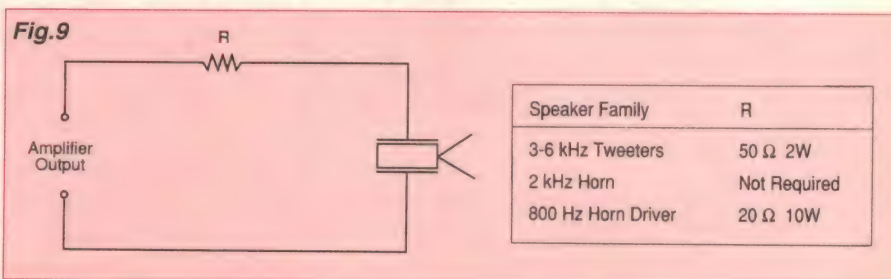 Fig.9
R
Amplifier
Output
Speaker Family R
3-6 kHz Tweeters 50 Ω 2W
2 kHz Horn Not Required
800 Hz Horn Driver 20 Ω 10W